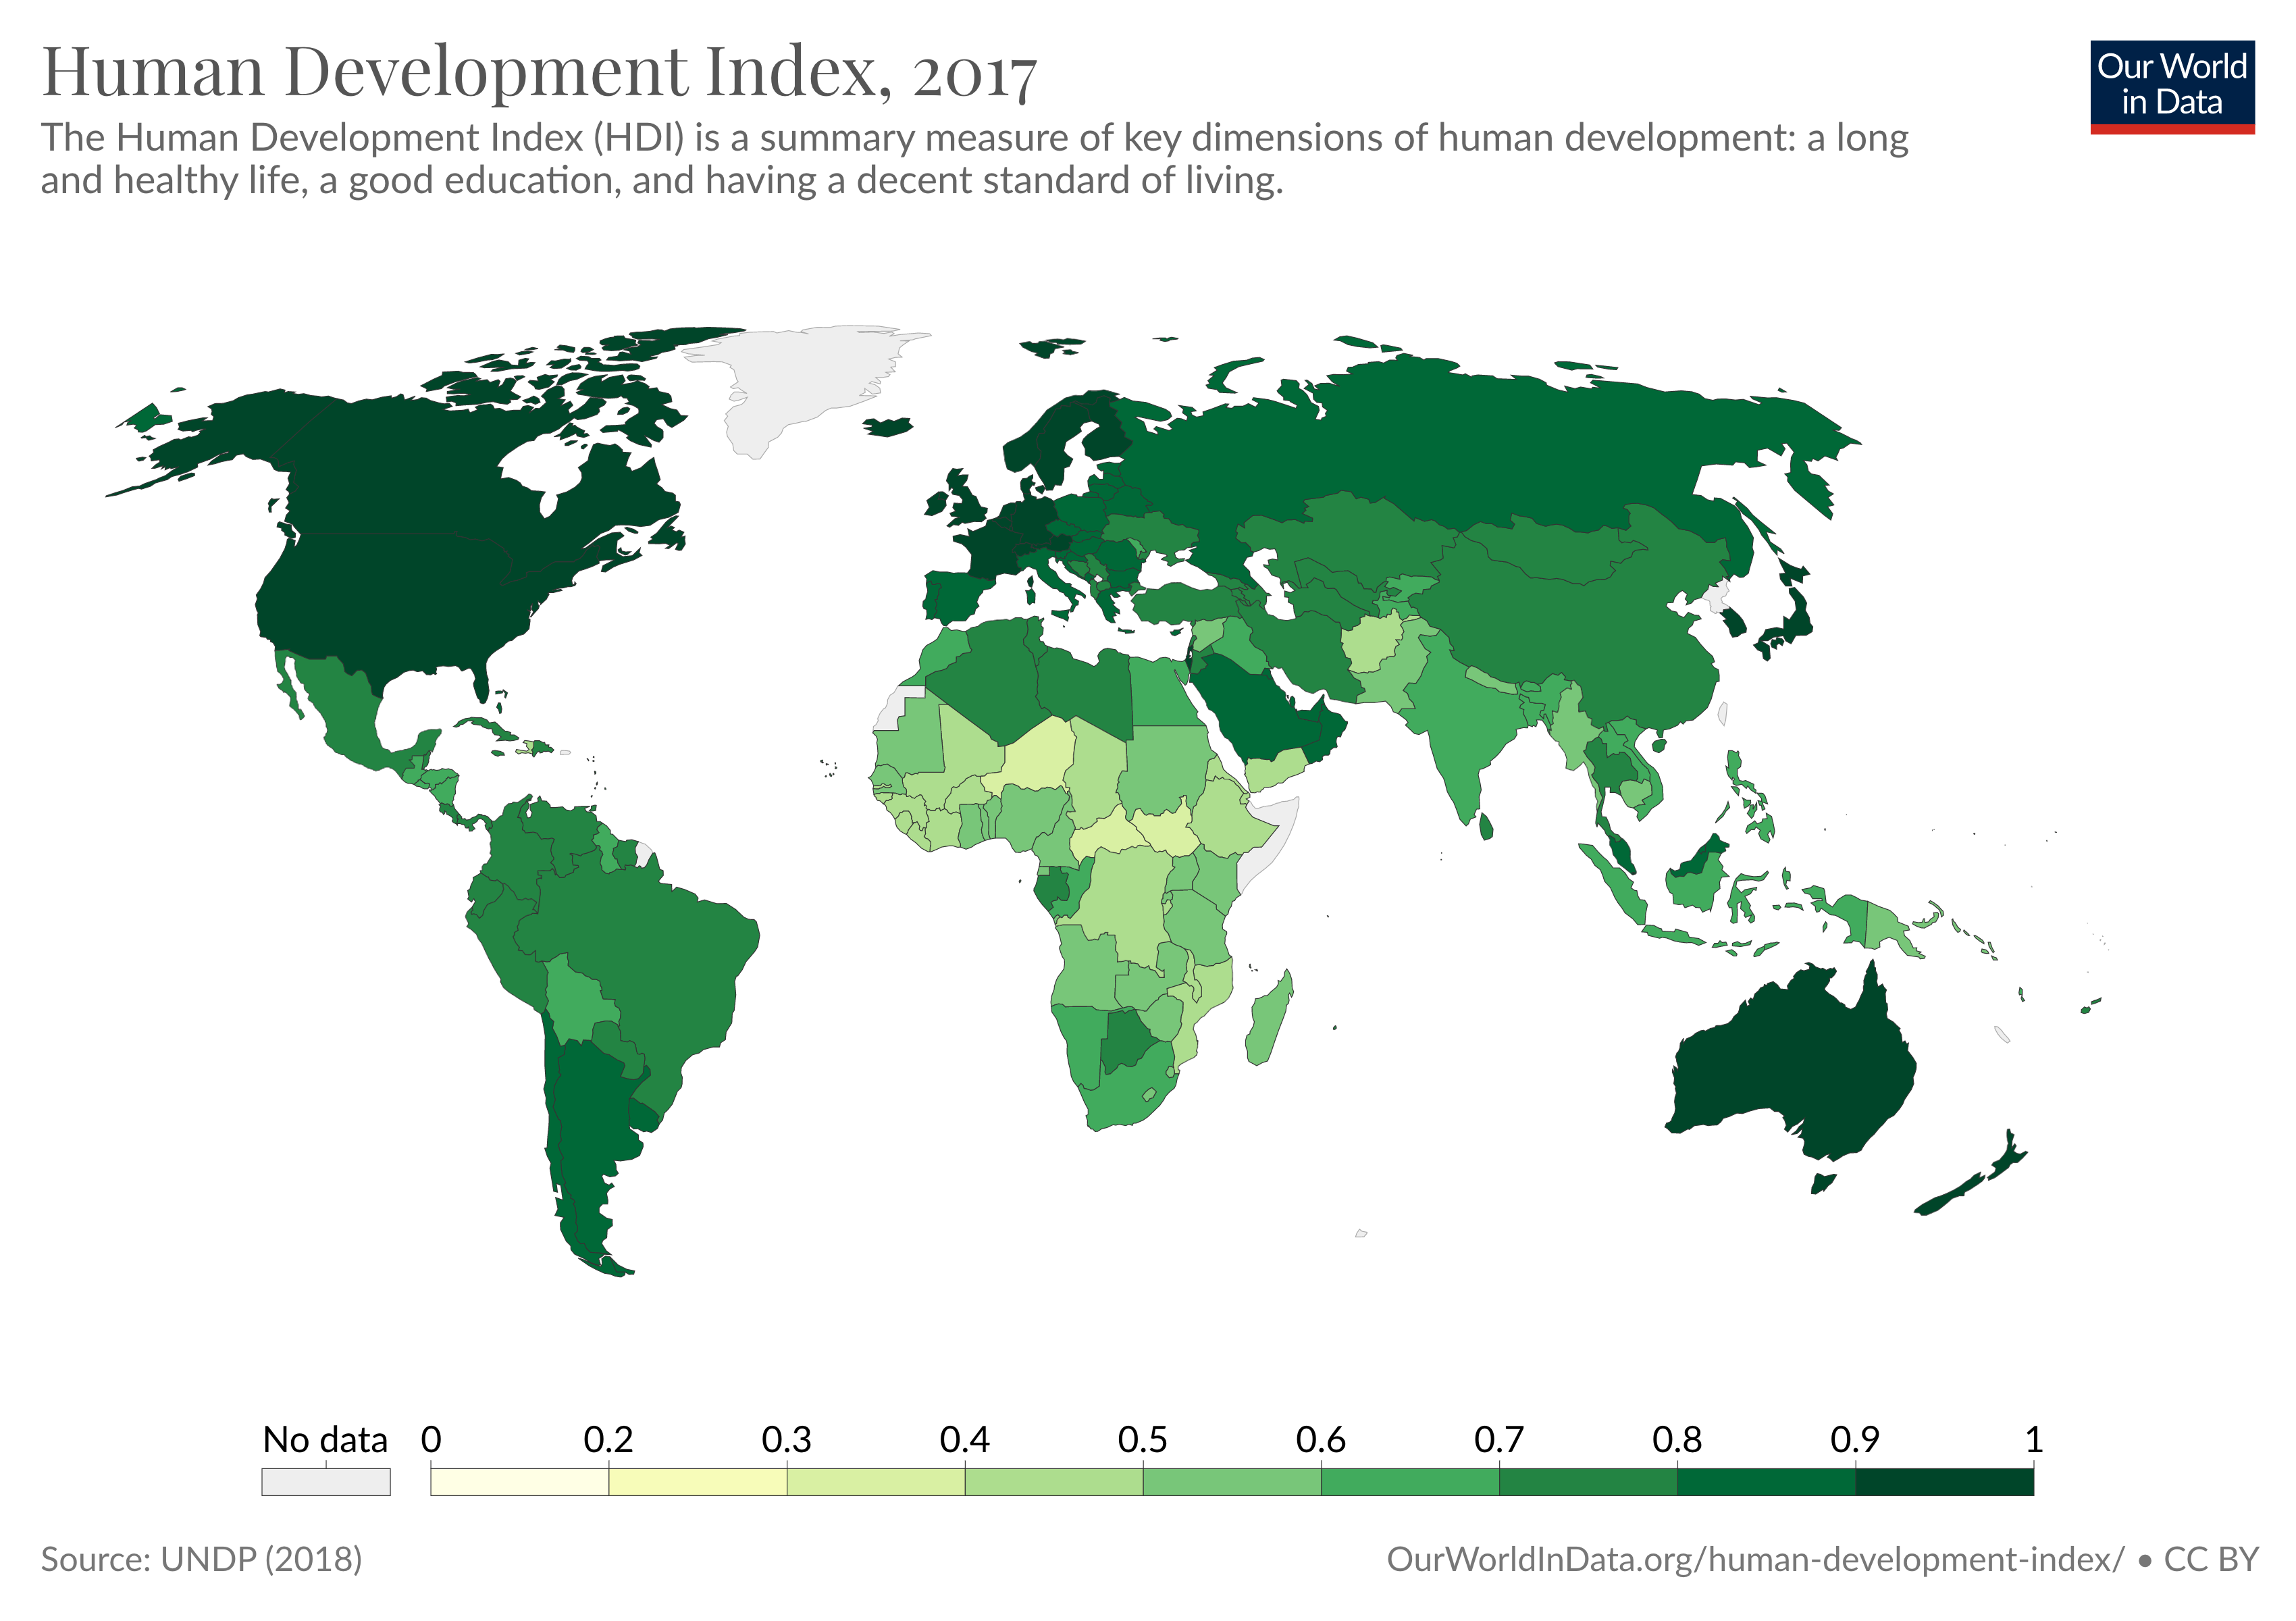 Human Development Index, 2017
Our World
in Data
The Human Development Index (HDI) is a summary measure of key dimensions of human development: a long
and healthy life, a good education, and having a decent standard of living.
No data 0 0.2 0.3 0.4 0.5 0.6 0.7 0.8 0.9 1
Source: UNDP (2018)
OurWorldInData.org/human-development-index/ • CC BY